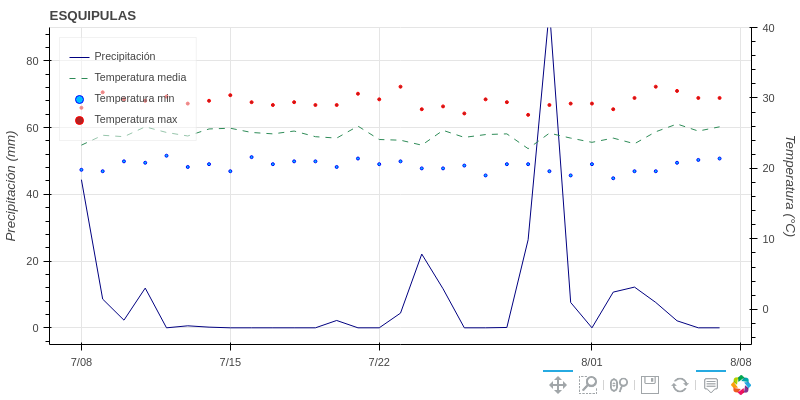 ESQUIPULAS
Precipitación
Temperatura media
Temperatura min
Temperatura max
Precipitación (mm)
80
60
40
20
0
40
30
20
10
0
Temperatura (°C)
7/08
7/15
7/22
8/01
8/08